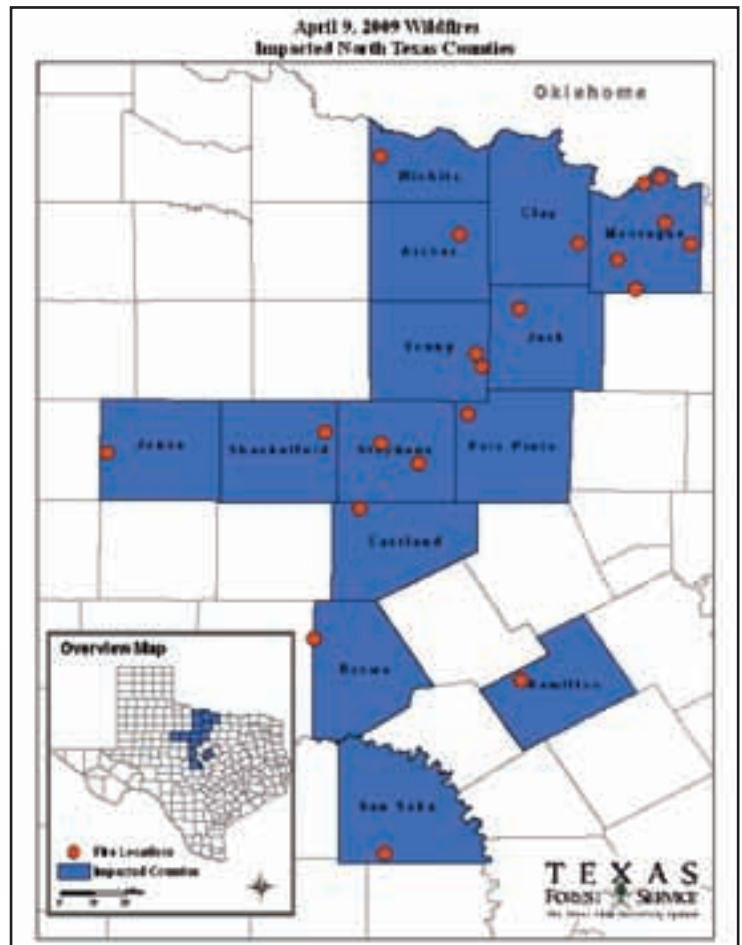 April 9, 2009 Wildfires
Impacted North Texas Counties
Oklahoma
Wichita
Clay
Montague
Archer
Young
Jack
Jones
Shackelford
Stephens
Palo Pinto
Eastland
Brown
Hamilton
San Saba
Overview Map
Fire Locations
Impacted Counties
TEXAS
FOREST SERVICE